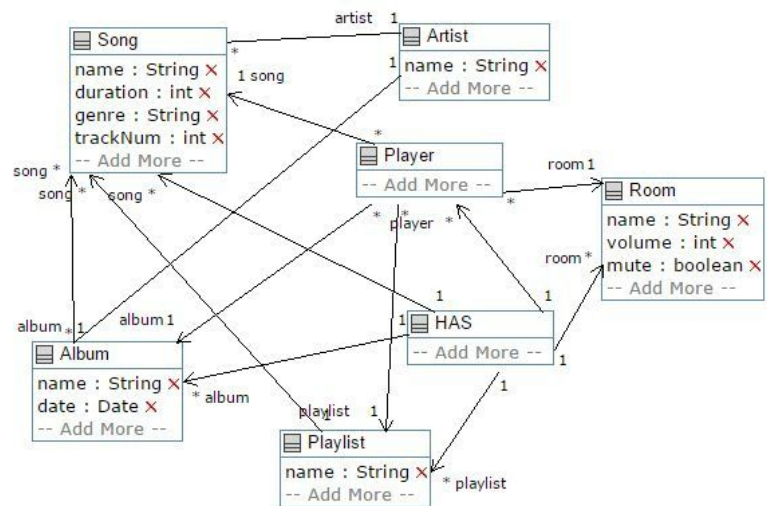 artist 1
Song
Artist
*
name : String ×
1
name : String ×
duration : int ×
1 song
-- Add More --
genre : String ×
trackNum : int ×
*
-- Add More --
Player
song *
room 1
song *
song *
-- Add More --
*
Room
* *
player *
name : String ×
volume : int ×
room *
mute : boolean ×
-- Add More --
1
1
album *
1
album 1
1
HAS
Album
-- Add More --
1
name : String ×
1
* album
date : Date ×
-- Add More --
playlist
1
1
Playlist
name : String ×
* playlist
-- Add More --